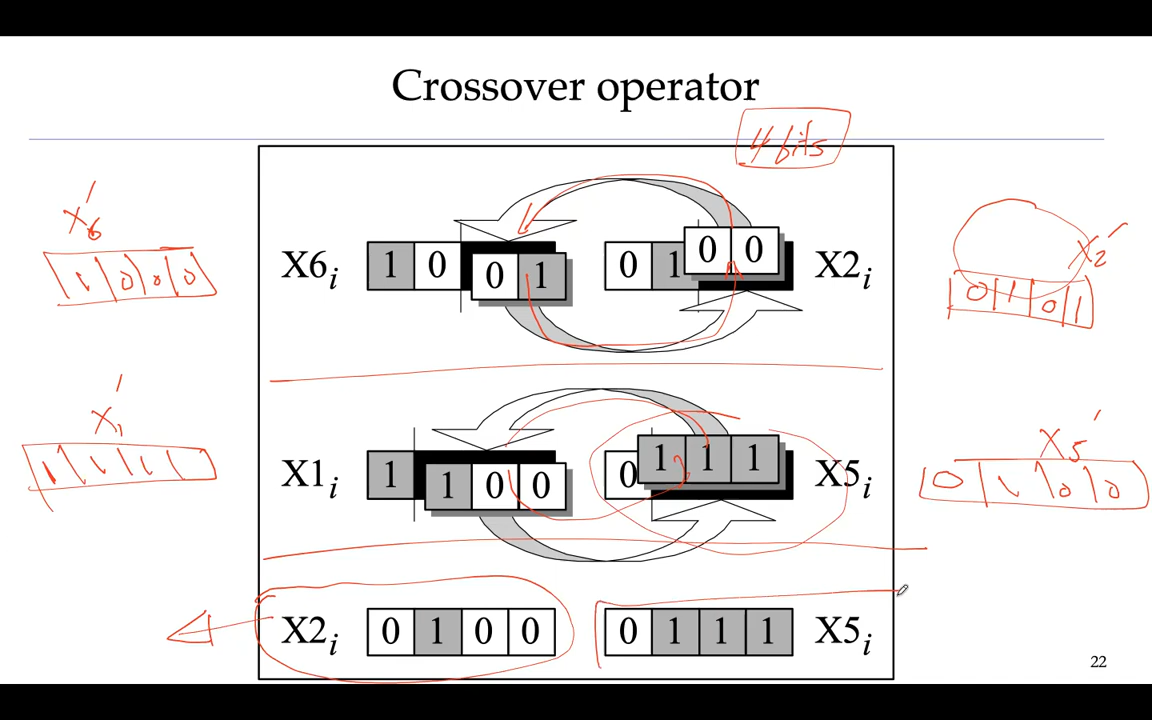 Crossover operator
4 bits
X6'
1 1 0 0 0
X6i 1 0 0 1
0 1 0 0 X2i
X2'
0 1 0 1
X1'
1 1 1 1
X1i 1 1 0 0
0 1 1 1 X5i
X5'
0 1 0 0
X2i 0 1 0 0
0 1 1 1 X5i
22